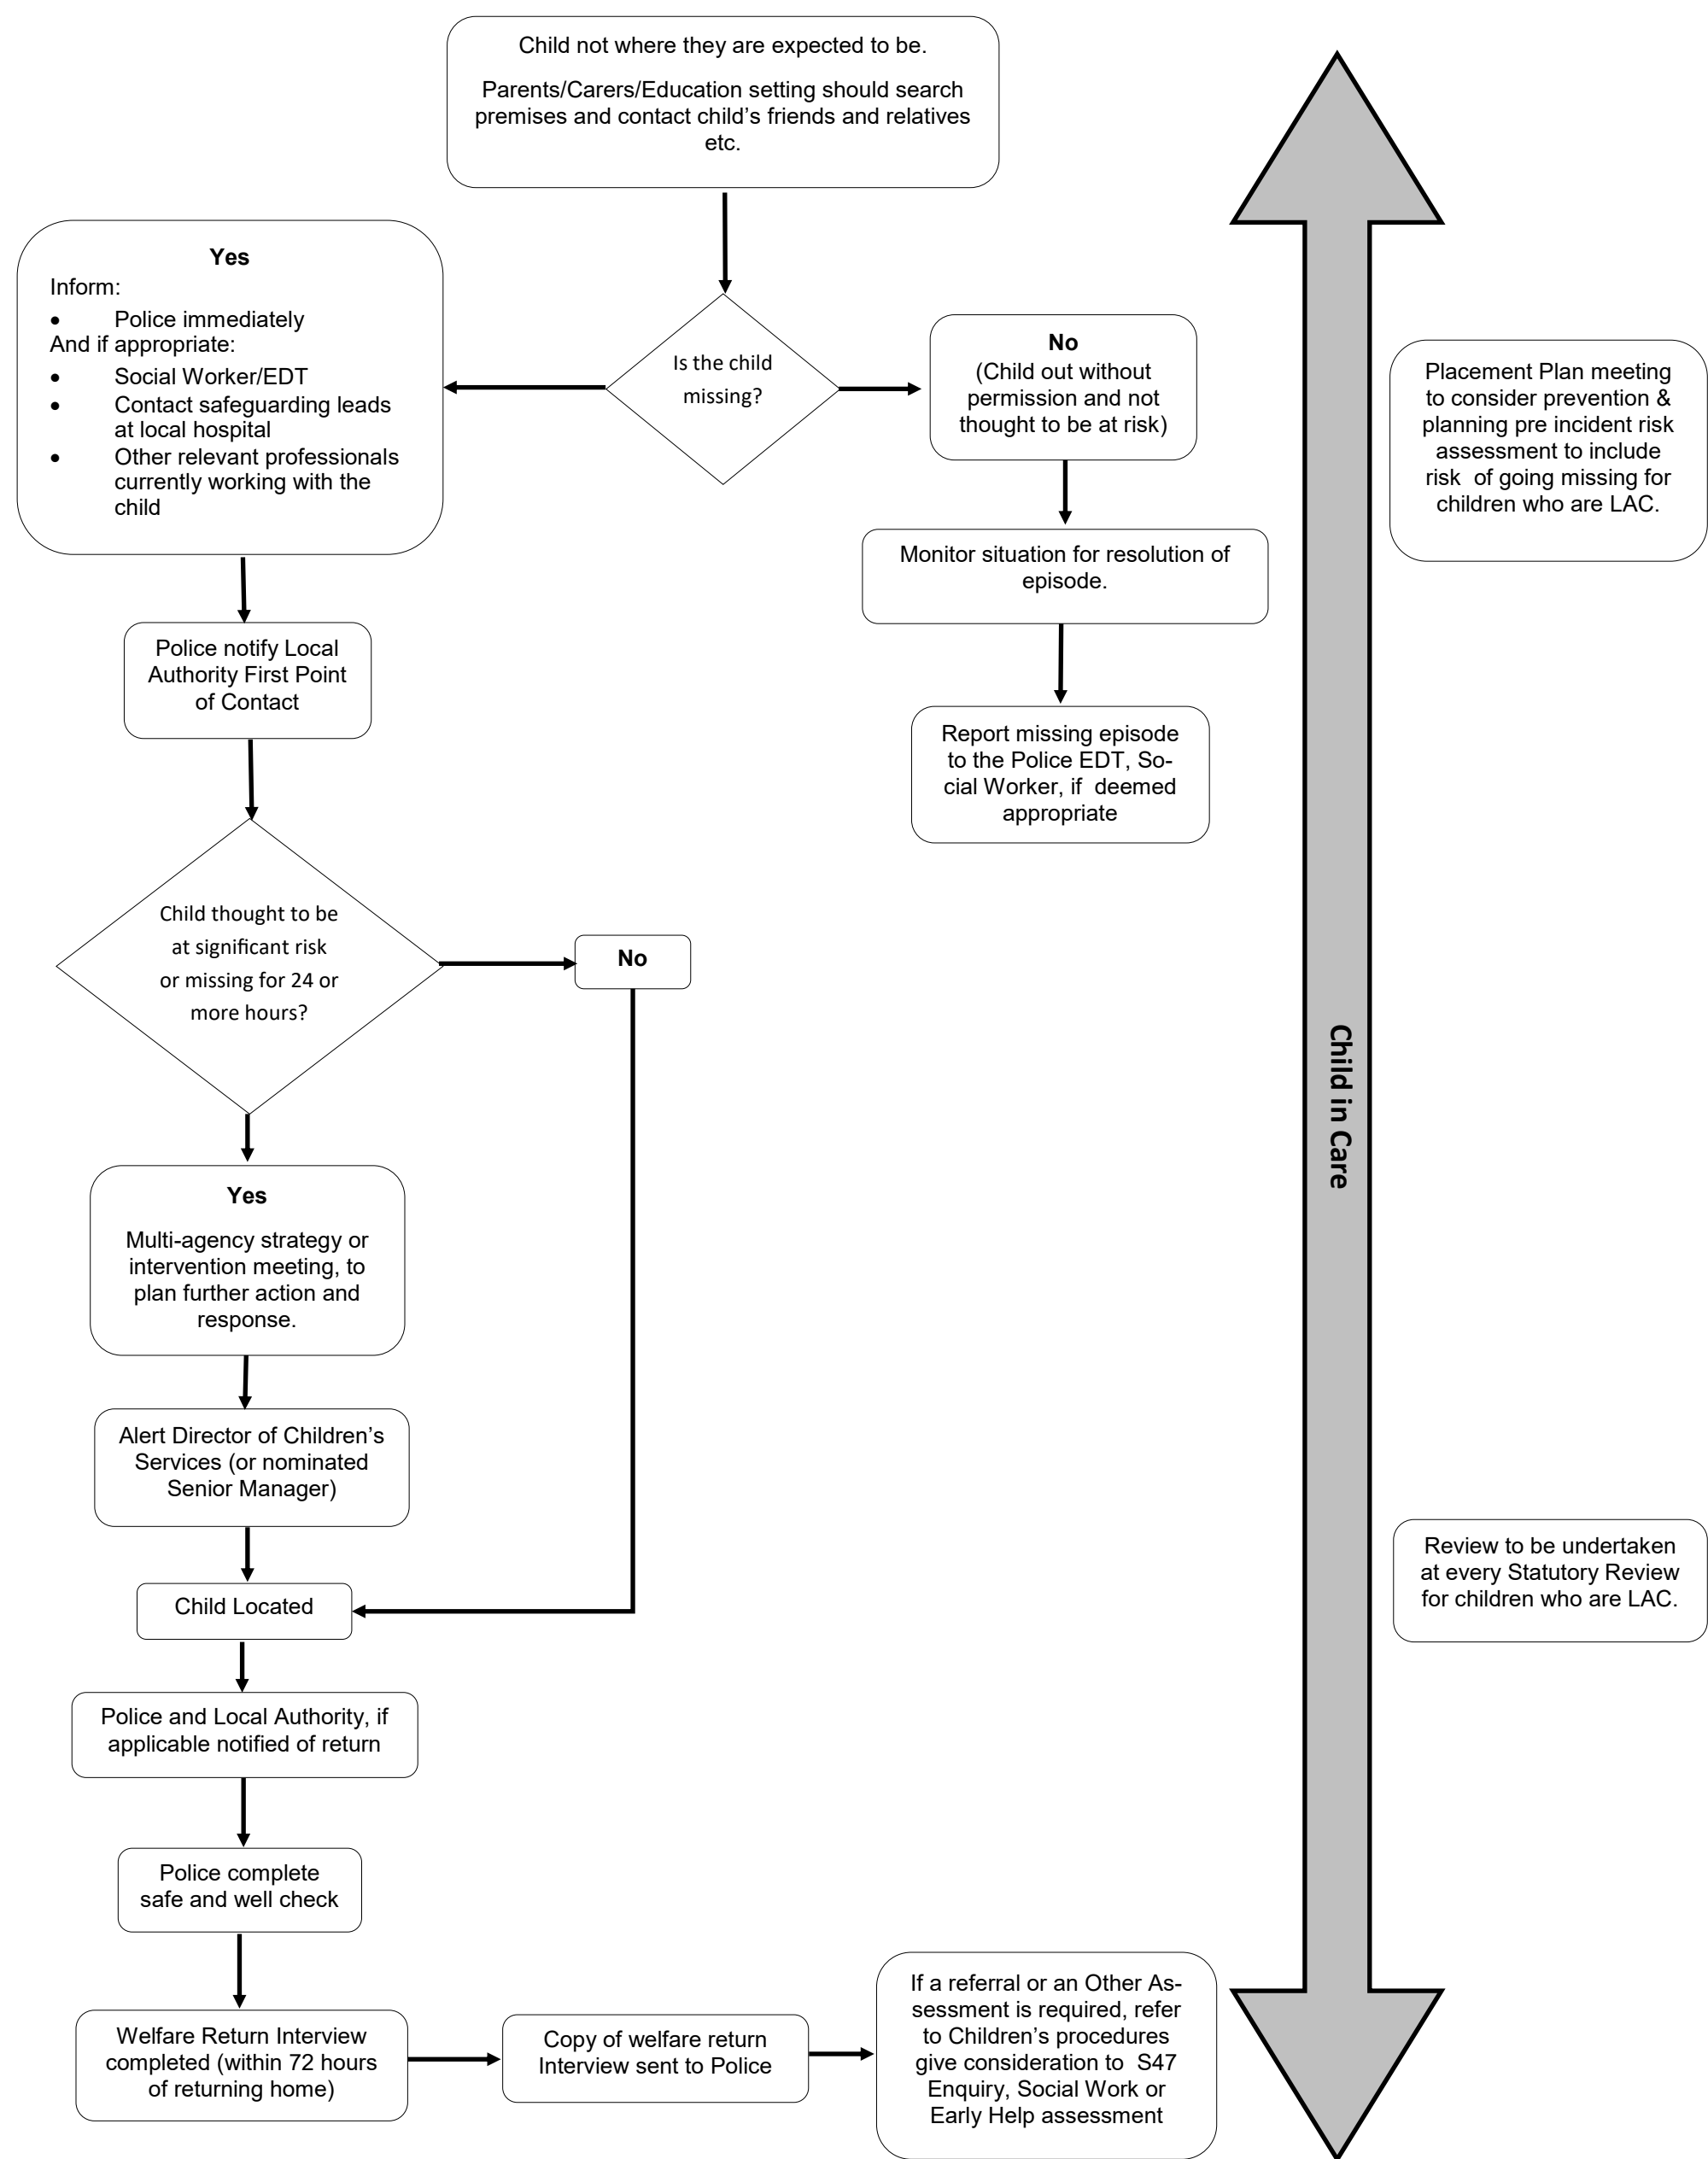 Child not where they are expected to be.
Parents/Carers/Education setting should search
premises and contact child’s friends and relatives
etc.
Is the child
missing?
Yes
Inform:
• Police immediately
And if appropriate:
• Social Worker/EDT
• Contact safeguarding leads
at local hospital
• Other relevant professionals
currently working with the
child
No
(Child out without
permission and not
thought to be at risk)
Monitor situation for resolution of
episode.
Report missing episode
to the Police EDT, So-
cial Worker, if deemed
appropriate
Police notify Local
Authority First Point
of Contact
Child thought to be
at significant risk
or missing for 24 or
more hours?
No
Yes
Multi-agency strategy or
intervention meeting, to
plan further action and
response.
Alert Director of Children’s
Services (or nominated
Senior Manager)
Child Located
Police and Local Authority, if
applicable notified of return
Police complete
safe and well check
Welfare Return Interview
completed (within 72 hours
of returning home)
Copy of welfare return
Interview sent to Police
If a referral or an Other As-
sessment is required, refer
to Children’s procedures
give consideration to S47
Enquiry, Social Work or
Early Help assessment
Child in Care
Placement Plan meeting
to consider prevention &
planning pre incident risk
assessment to include
risk of going missing for
children who are LAC.
Review to be undertaken
at every Statutory Review
for children who are LAC.